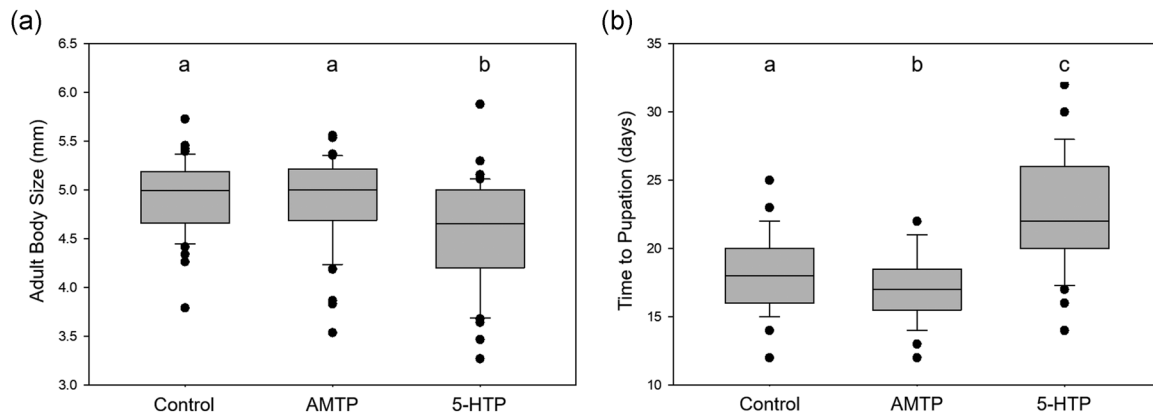 (a)
Adult Body Size (mm)
6.5
6.0
5.5
5.0
4.5
4.0
3.5
3.0
a a b
Control AMTP 5-HTP
(b)
Time to Pupation (days)
35
30
25
20
15
10
a b c
Control AMTP 5-HTP